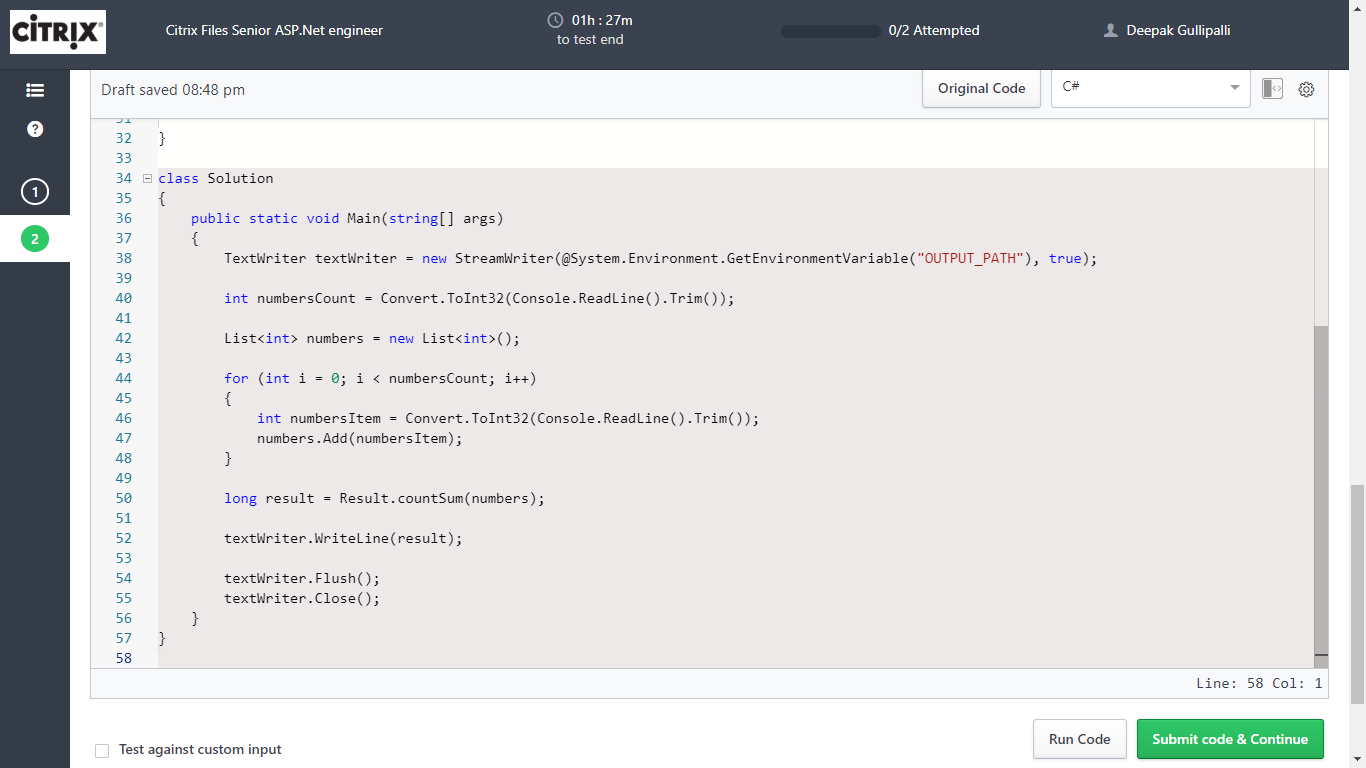 CİTRIX
Citrix Files Senior ASP.Net engineer
01h : 27m
to test end
0/2 Attempted
Deepak Gullipalli
Draft saved 08:48 pm
Original Code
C#
?
1
2
31
32 }
33
34 class Solution
35 {
36     public static void Main(string[] args)
37     {
38         TextWriter textWriter = new StreamWriter(@System.Environment.GetEnvironmentVariable("OUTPUT_PATH"), true);
39
40         int numbersCount = Convert.ToInt32(Console.ReadLine().Trim());
41
42         List<int> numbers = new List<int>();
43
44         for (int i = 0; i < numbersCount; i++)
45         {
46             int numbersItem = Convert.ToInt32(Console.ReadLine().Trim());
47             numbers.Add(numbersItem);
48         }
49
50         long result = Result.countSum(numbers);
51
52         textWriter.WriteLine(result);
53
54         textWriter.Flush();
55         textWriter.Close();
56     }
57 }
58
Line: 58 Col: 1
Test against custom input
Run Code
Submit code & Continue